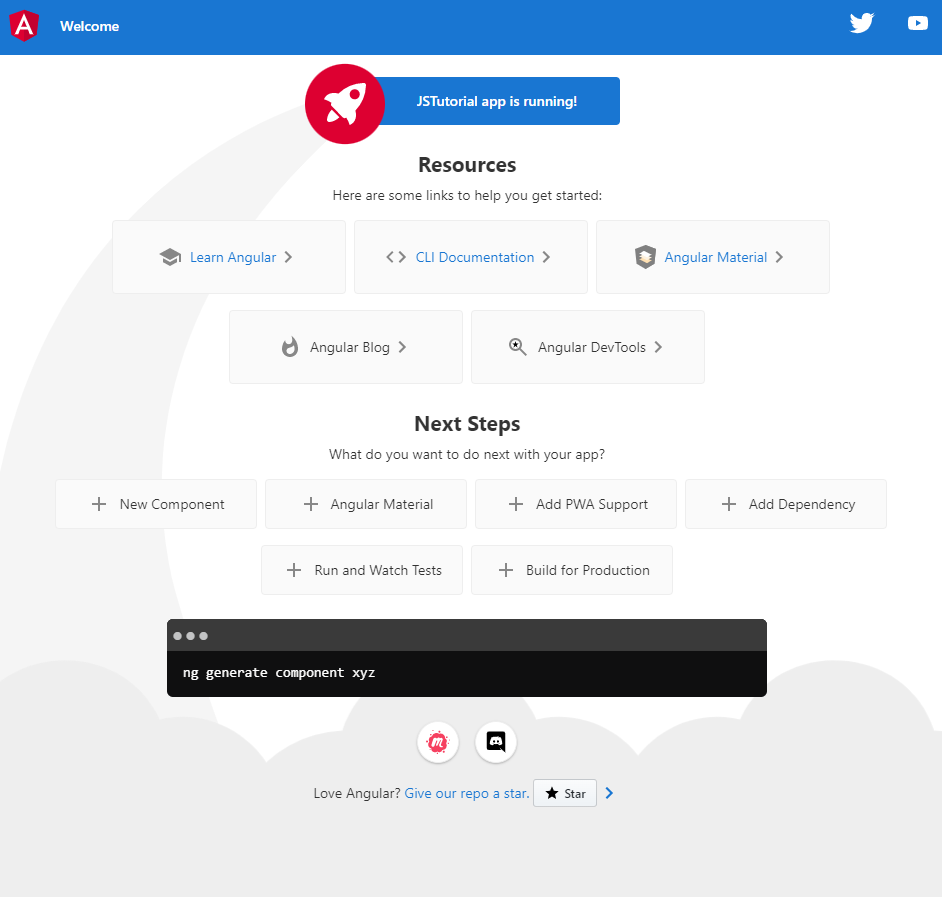 Welcome
JSTutorial app is running!
Resources
Here are some links to help you get started:
Learn Angular
CLI Documentation
Angular Material
Angular Blog
Angular DevTools
Next Steps
What do you want to do next with your app?
New Component
Angular Material
Add PWA Support
Add Dependency
Run and Watch Tests
Build for Production
ng generate component xyz
Love Angular? Give our repo a star. Star